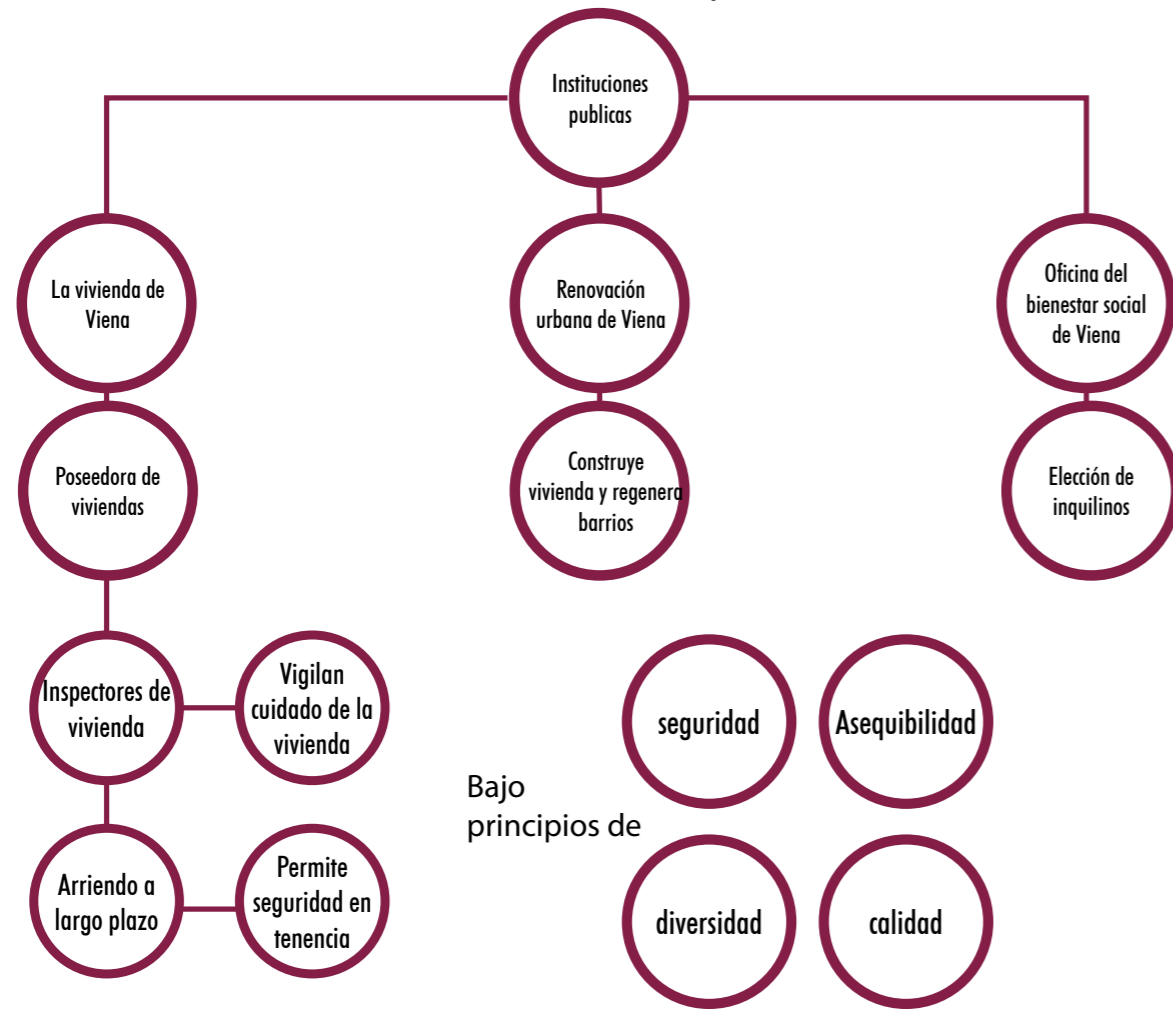 Instituciones
publicas
La vivienda de
Viena
Renovación
urbana de Viena
Oficina del
bienestar social
de Viena
Poseedora de
viviendas
Construye
vivienda y regenera
barrios
Elección de
inquilinos
Inspectores de
vivienda
Vigilan
cuidado de la
vivienda
Arriendo a
largo plazo
Permite
seguridad en
tenencia
Bajo
principios de
seguridad
Asequibilidad
diversidad
calidad